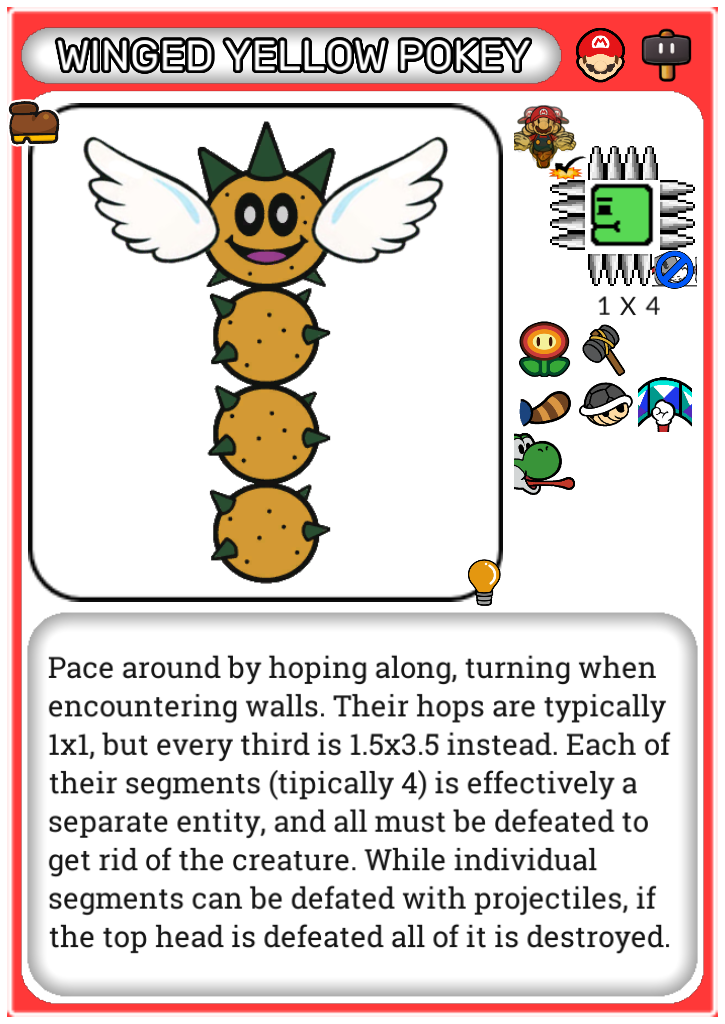 WINGED YELLOW POKEY
1 X 4
Pace around by hoping along, turning when
encountering walls. Their hops are typically
1x1, but every third is 1.5x3.5 instead. Each of
their segments (tipically 4) is effectively a
separate entity, and all must be defeated to
get rid of the creature. While individual
segments can be defated with projectiles, if
the top head is defeated all of it is destroyed.